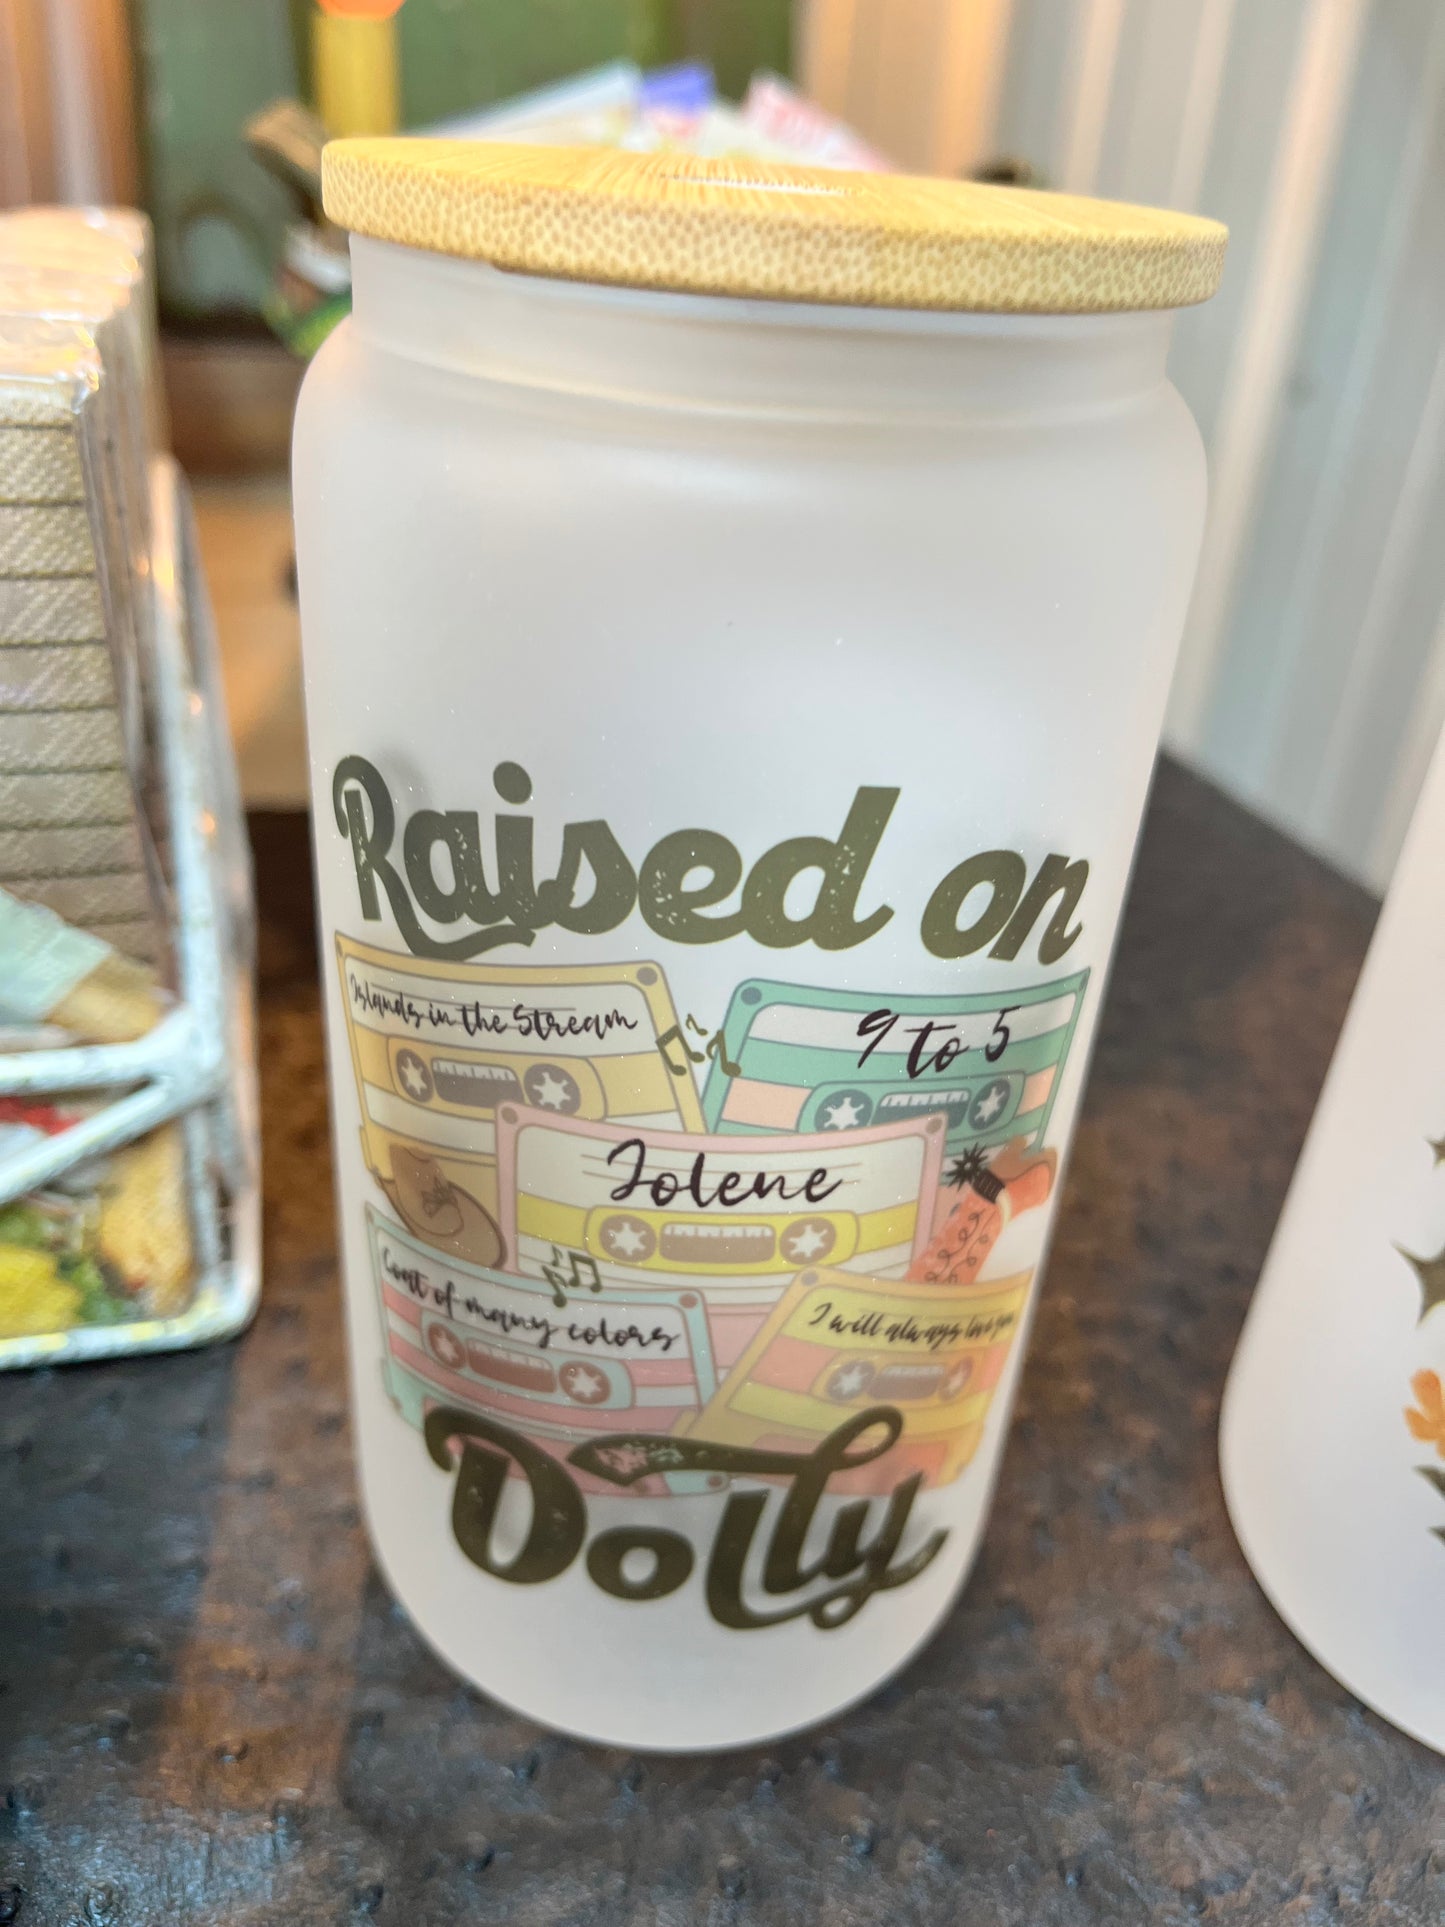 Raised on
Islands in the Stream
9 to 5
Jolene
Coat of many colors
I will always love you
Dolly